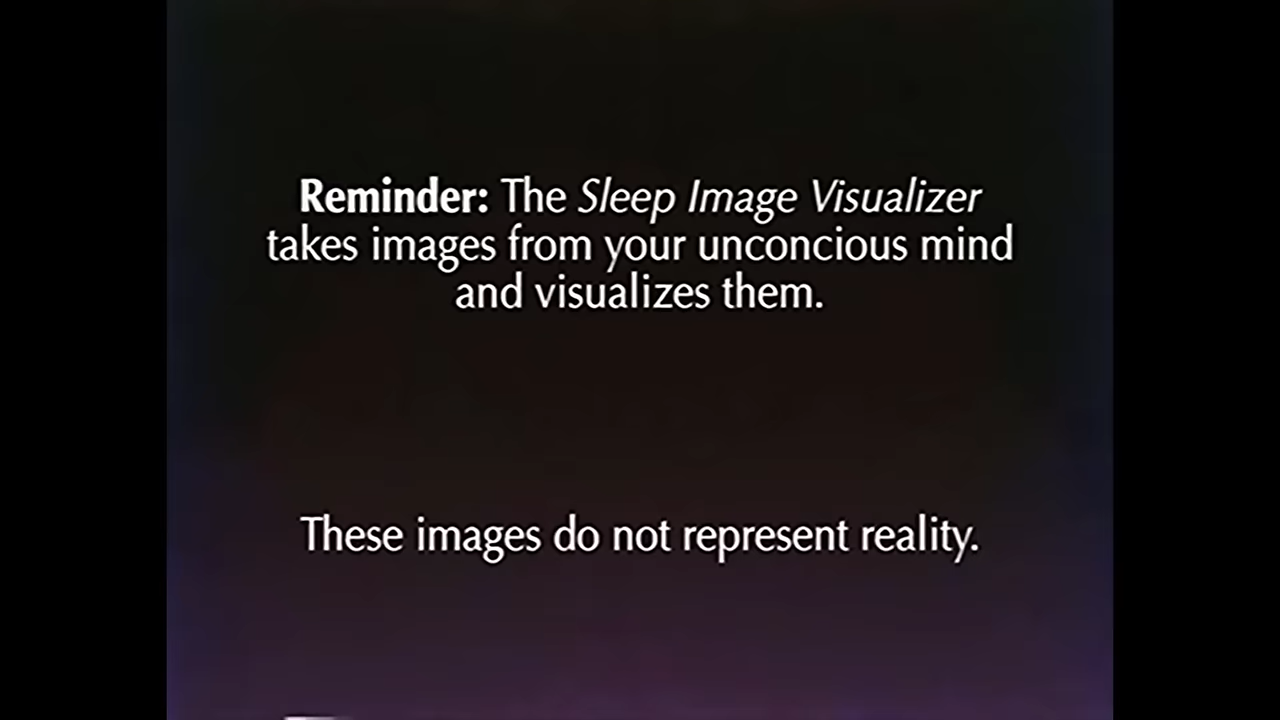 Reminder: The Sleep Image Visualizer
takes images from your unconcious mind
and visualizes them.
These images do not represent reality.